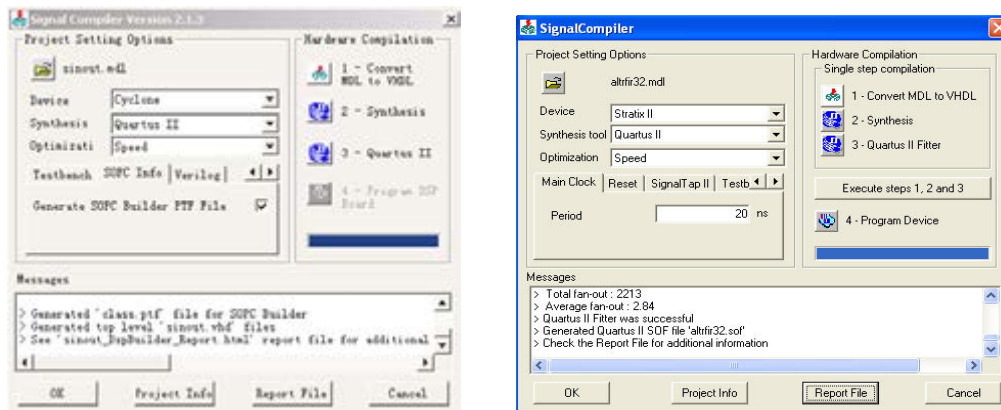 Signal Compiler Version 2.1.3
Project Setting Options
sinout.mdl
Device
Cyclone
Synthesis
Quartus II
Optimizati
Speed
Testbench SOPC Info Verilog
Generate SOPC Builder PTF File
Hardware Compilation
1 - Convert
MDL to VHDL
2 - Synthesis
3 - Quartus II
4 - Program DSP
Board
Messages
> Generated 'class.ptf' file for SOPC Builder
> Generated top level 'sinout.vhd' files
> See 'sinout_DspBuilder_Report.html' report file for additional
OK
Project Info
Report File
Cancel
SignalCompiler
Project Setting Options
altrfir32.mdl
Device
Stratix II
Synthesis tool
Quartus II
Optimization
Speed
Main Clock Reset SignalTap II Testb
Period
20 ns
Hardware Compilation
Single step compilation
1 - Convert MDL to VHDL
2 - Synthesis
3 - Quartus II Fitter
Execute steps 1, 2 and 3
4 - Program Device
Messages
> Total fan-out : 2213
> Average fan-out : 2.84
> Quartus II Fitter was successful
> Generated Quartus II SOF file 'altrfir32.sof'
> Check the Report File for additional information
OK
Project Info
Report File
Cancel